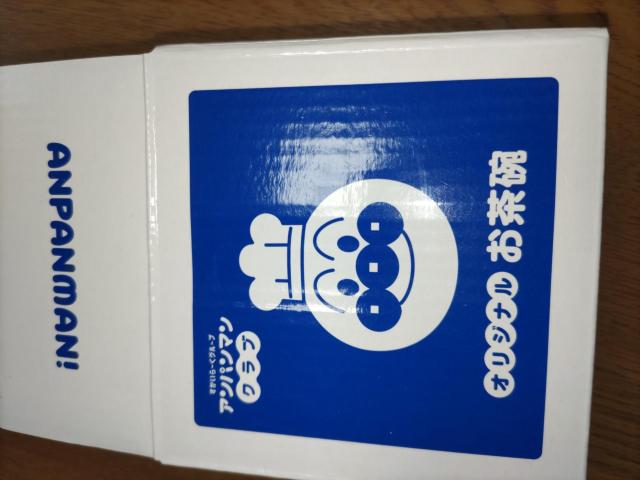 ANPANMAN!
すかいらーくグループ
アンパンマン
クラブ
オリジナル お茶碗